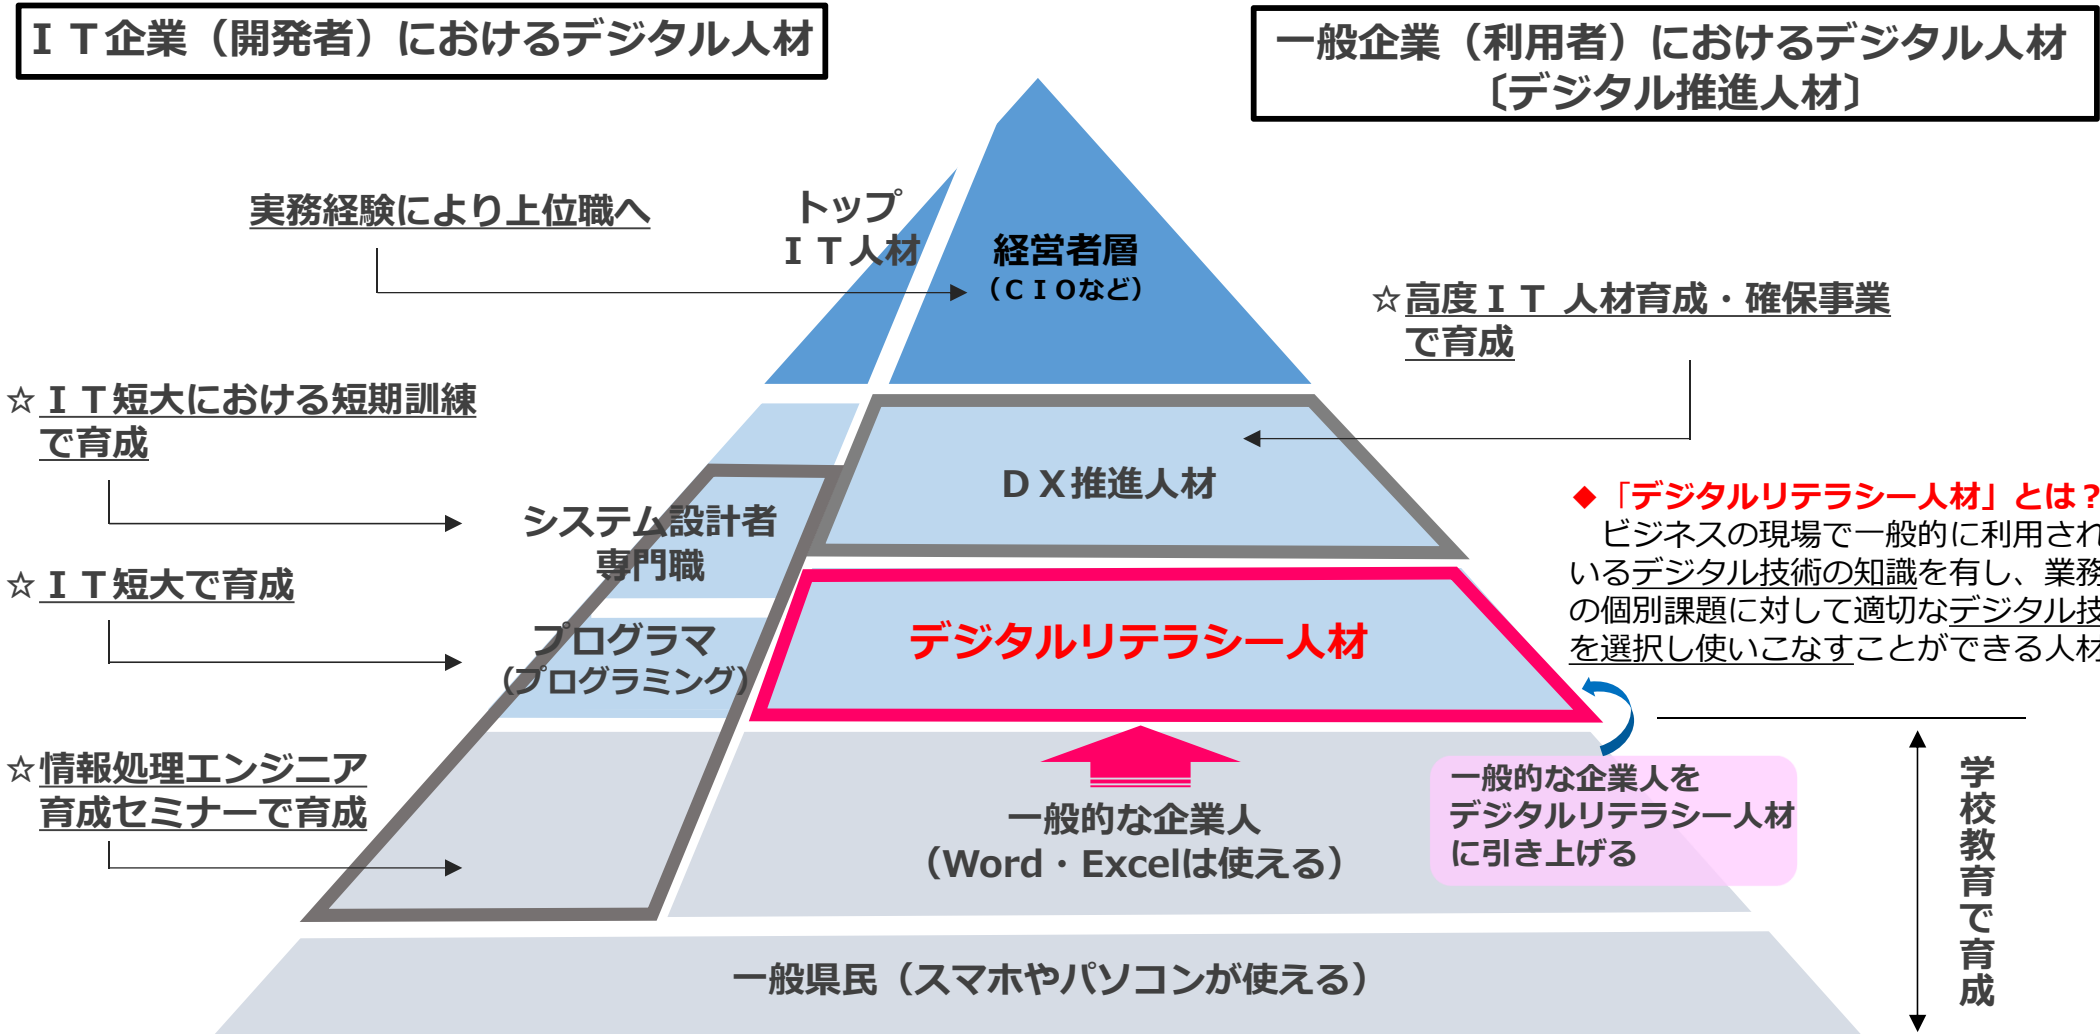 ＩＴ企業（開発者）におけるデジタル人材
一般企業（利用者）におけるデジタル人材
〔デジタル推進人材〕
実務経験により上位職へ
トップ
ＩＴ人材
経営者層
（ＣＩＯなど）
☆高度ＩＴ 人材育成・確保事業
で育成
☆ＩＴ短大における短期訓練
で育成
ＤＸ推進人材
システム設計者
専門職
◆「デジタルリテラシー人材」とは？
ビジネスの現場で一般的に利用され
いるデジタル技術の知識を有し、業務
の個別課題に対して適切なデジタル技
を選択し使いこなすことができる人材
☆ＩＴ短大で育成
プログラマ
（プログラミング）
デジタルリテラシー人材
☆情報処理エンジニア
育成セミナーで育成
一般的な企業人
（Word・Excelは使える）
一般的な企業人を
デジタルリテラシー人材
に引き上げる
学校教育で育成
一般県民（スマホやパソコンが使える）